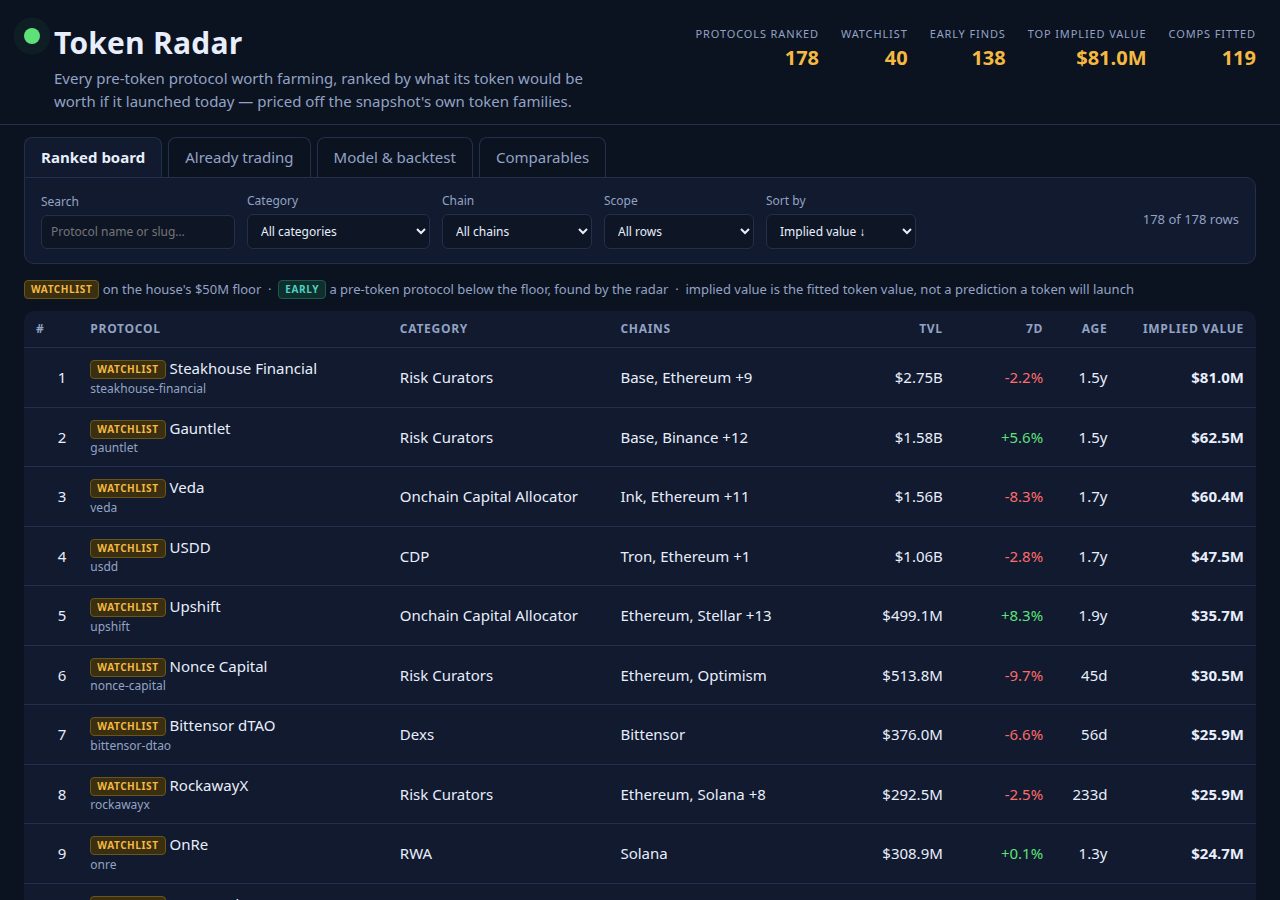 Token Radar
Every pre-token protocol worth farming, ranked by what its token would be
worth if it launched today — priced off the snapshot's own token families.
PROTOCOLS RANKED
178
WATCHLIST
40
EARLY FINDS
138
TOP IMPLIED VALUE
$81.0M
COMPS FITTED
119
Ranked board
Already trading
Model & backtest
Comparables
Search
Protocol name or slug...
Category
All categories
Chain
All chains
Scope
All rows
Sort by
Implied value ↓
178 of 178 rows
WATCHLIST on the house's $50M floor · EARLY a pre-token protocol below the floor, found by the radar · implied value is the fitted token value, not a prediction a token will launch
# PROTOCOL CATEGORY CHAINS TVL 7D AGE IMPLIED VALUE
1 WATCHLIST Steakhouse Financial Risk Curators Base, Ethereum +9 $2.75B -2.2% 1.5y $81.0M
steakhouse-financial
2 WATCHLIST Gauntlet Risk Curators Base, Binance +12 $1.58B +5.6% 1.5y $62.5M
gauntlet
3 WATCHLIST Veda Onchain Capital Allocator Ink, Ethereum +11 $1.56B -8.3% 1.7y $60.4M
veda
4 WATCHLIST USDD CDP Tron, Ethereum +1 $1.06B -2.8% 1.7y $47.5M
usdd
5 WATCHLIST Upshift Onchain Capital Allocator Ethereum, Stellar +13 $499.1M +8.3% 1.9y $35.7M
upshift
6 WATCHLIST Nonce Capital Risk Curators Ethereum, Optimism $513.8M -9.7% 45d $30.5M
nonce-capital
7 WATCHLIST Bittensor dTAO Dexs Bittensor $376.0M -6.6% 56d $25.9M
bittensor-dtao
8 WATCHLIST RockawayX Risk Curators Ethereum, Solana +8 $292.5M -2.5% 233d $25.9M
rockawayx
9 WATCHLIST OnRe RWA Solana $308.9M +0.1% 1.3y $24.7M
onre